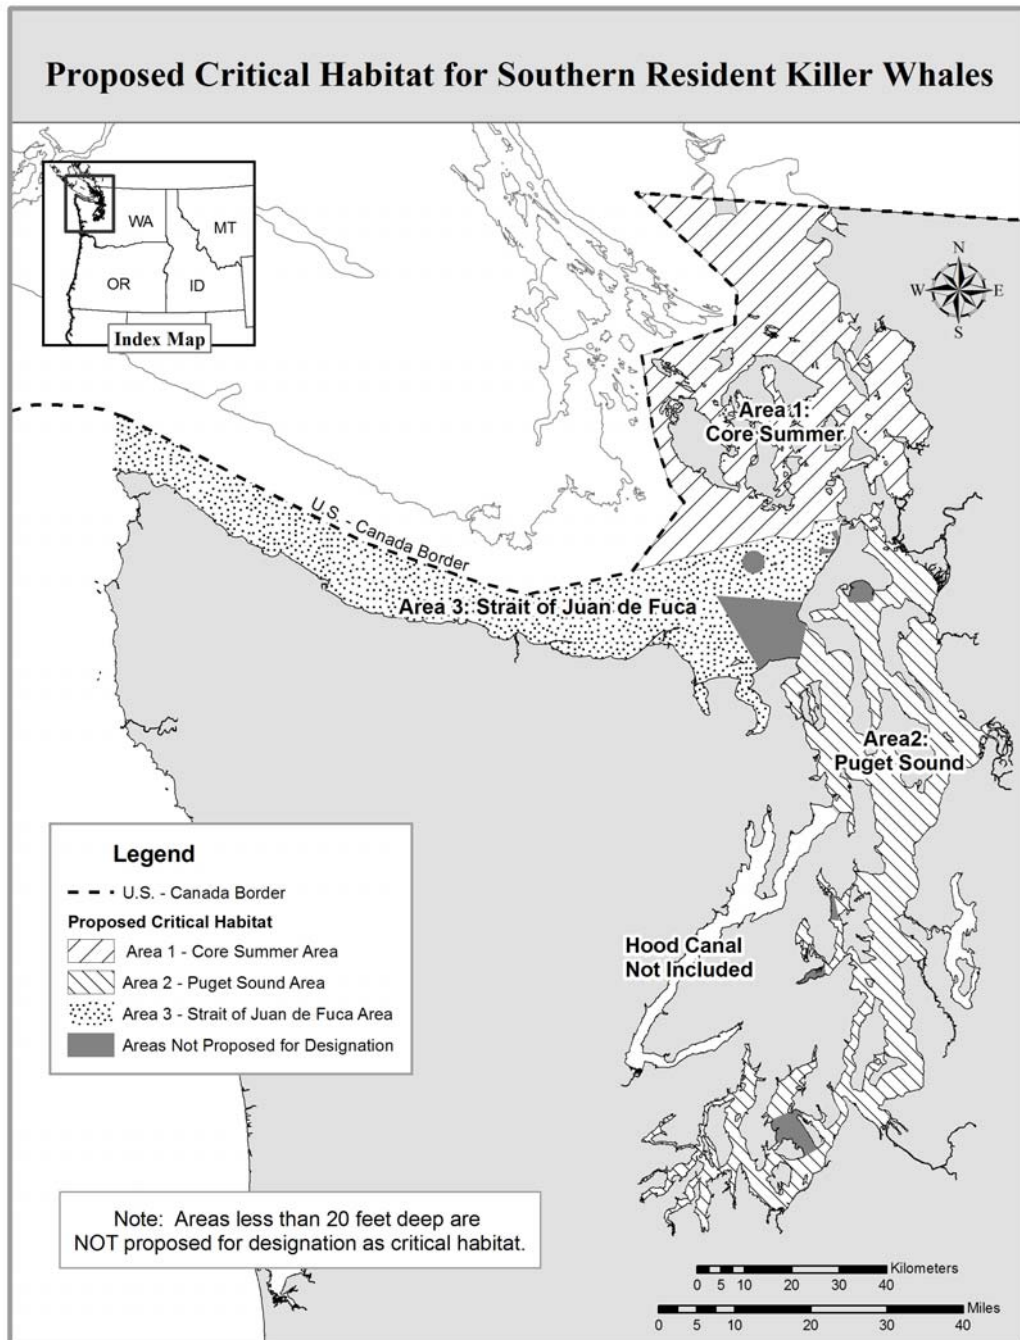 Proposed Critical Habitat for Southern Resident Killer Whales
WA
MT
OR
ID
Index Map
N
W
E
S
Area 1:
Core Summer
U.S. - Canada Border
Area 3: Strait of Juan de Fuca
Area2:
Puget Sound
Hood Canal
Not Included
Legend
U.S. - Canada Border
Proposed Critical Habitat
Area 1 - Core Summer Area
Area 2 - Puget Sound Area
Area 3 - Strait of Juan de Fuca Area
Areas Not Proposed for Designation
Note: Areas less than 20 feet deep are
NOT proposed for designation as critical habitat.
Kilometers
0 5 10 20 30 40
Miles
0 5 10 20 30 40